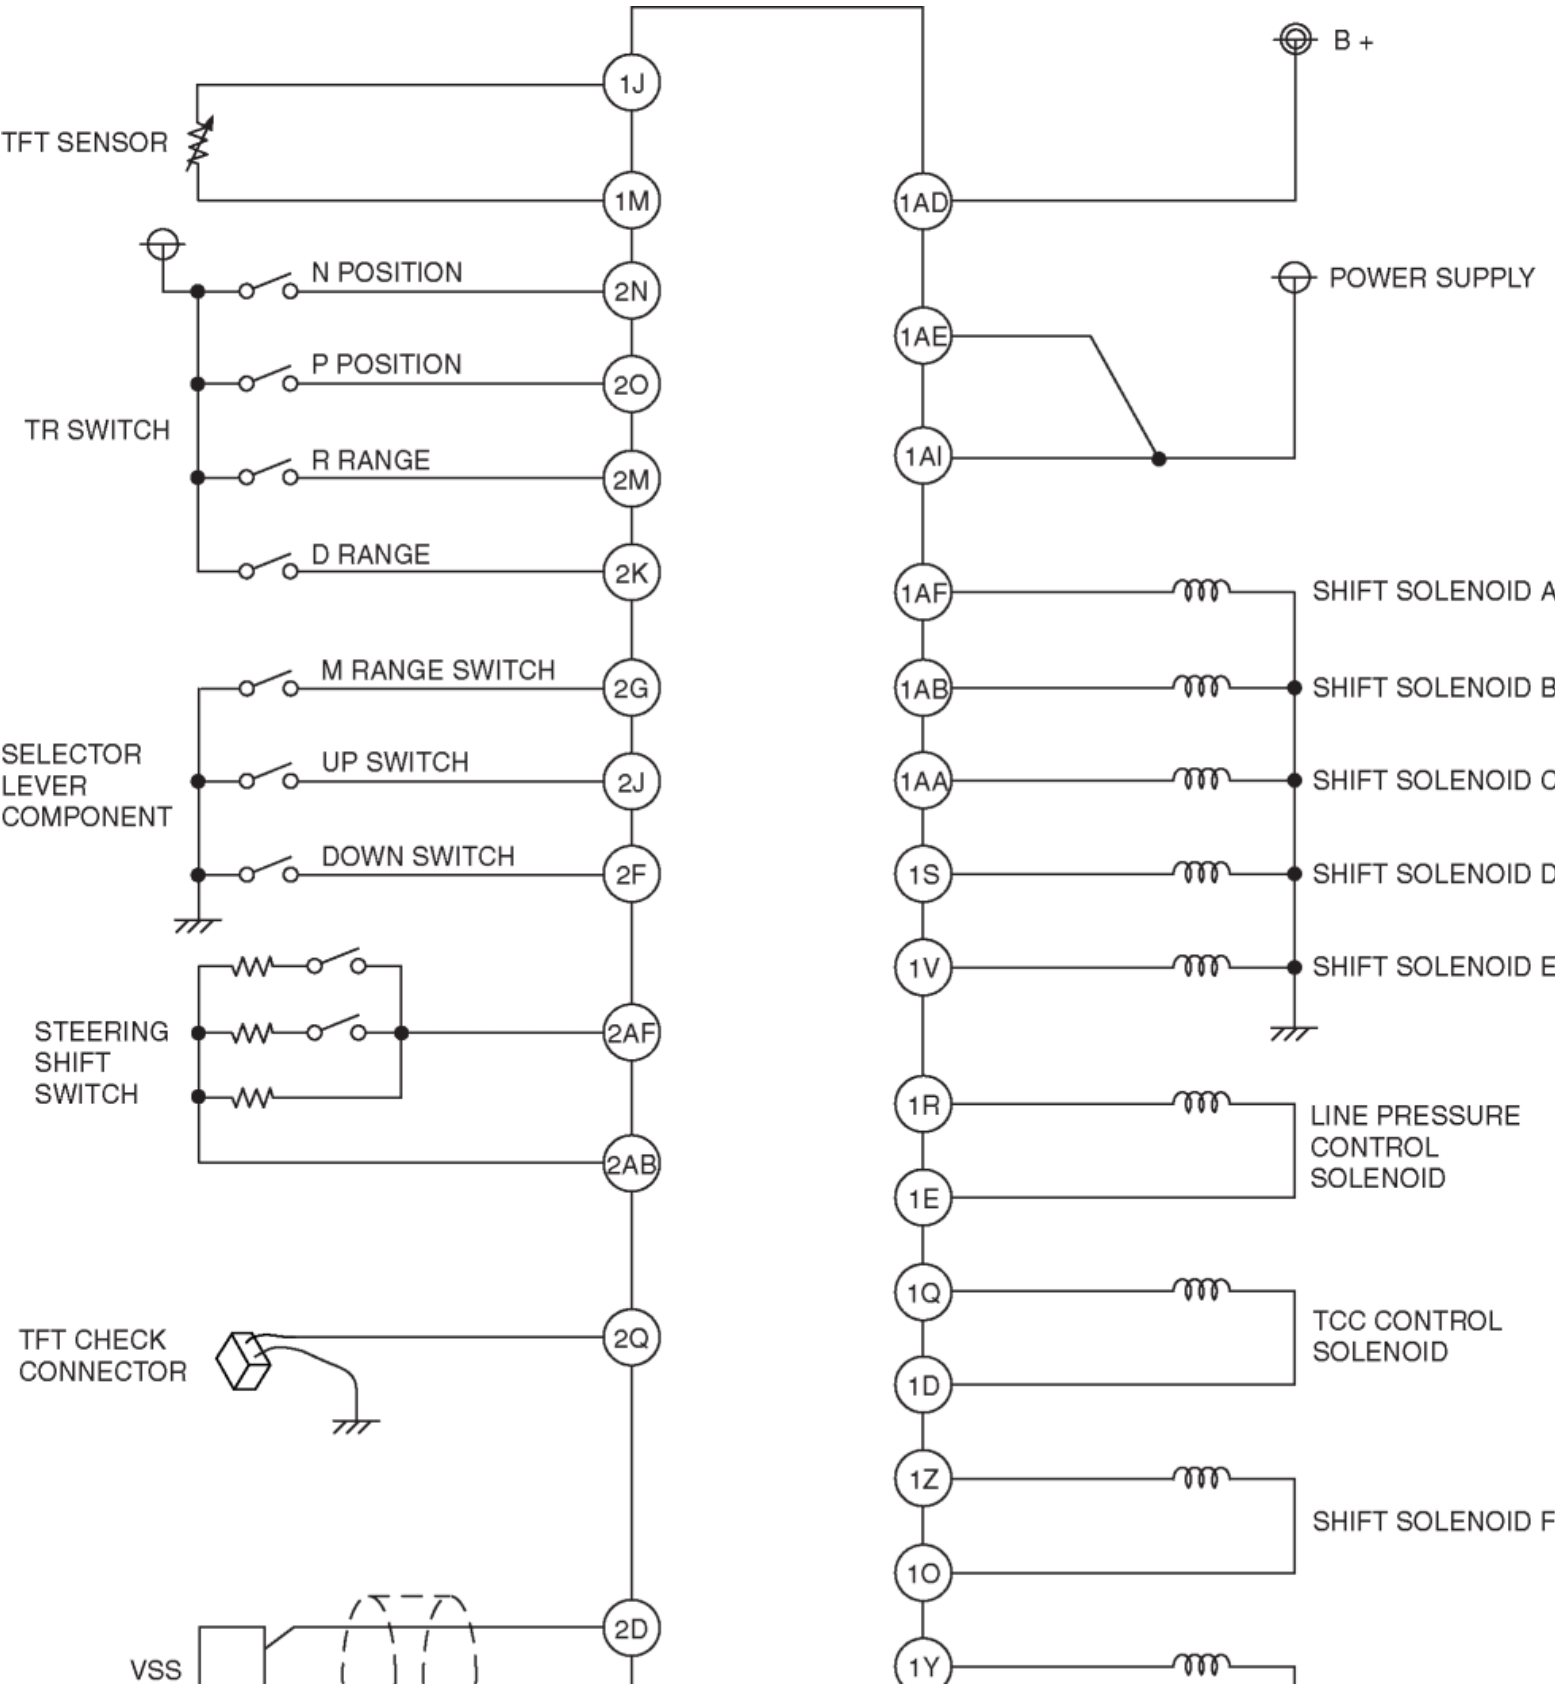 1J
TFT SENSOR
1M
N POSITION
2N
P POSITION
2O
TR SWITCH
R RANGE
2M
D RANGE
2K
M RANGE SWITCH
2G
SELECTOR
LEVER
COMPONENT
UP SWITCH
2J
DOWN SWITCH
2F
STEERING
SHIFT
SWITCH
2AF
2AB
TFT CHECK
CONNECTOR
2Q
VSS
2D
B +
1AD
POWER SUPPLY
1AE
1AI
1AF
SHIFT SOLENOID A
1AB
SHIFT SOLENOID B
1AA
SHIFT SOLENOID C
1S
SHIFT SOLENOID D
1V
SHIFT SOLENOID E
1R
LINE PRESSURE
CONTROL
SOLENOID
1E
1Q
TCC CONTROL
SOLENOID
1D
1Z
SHIFT SOLENOID F
1O
1Y